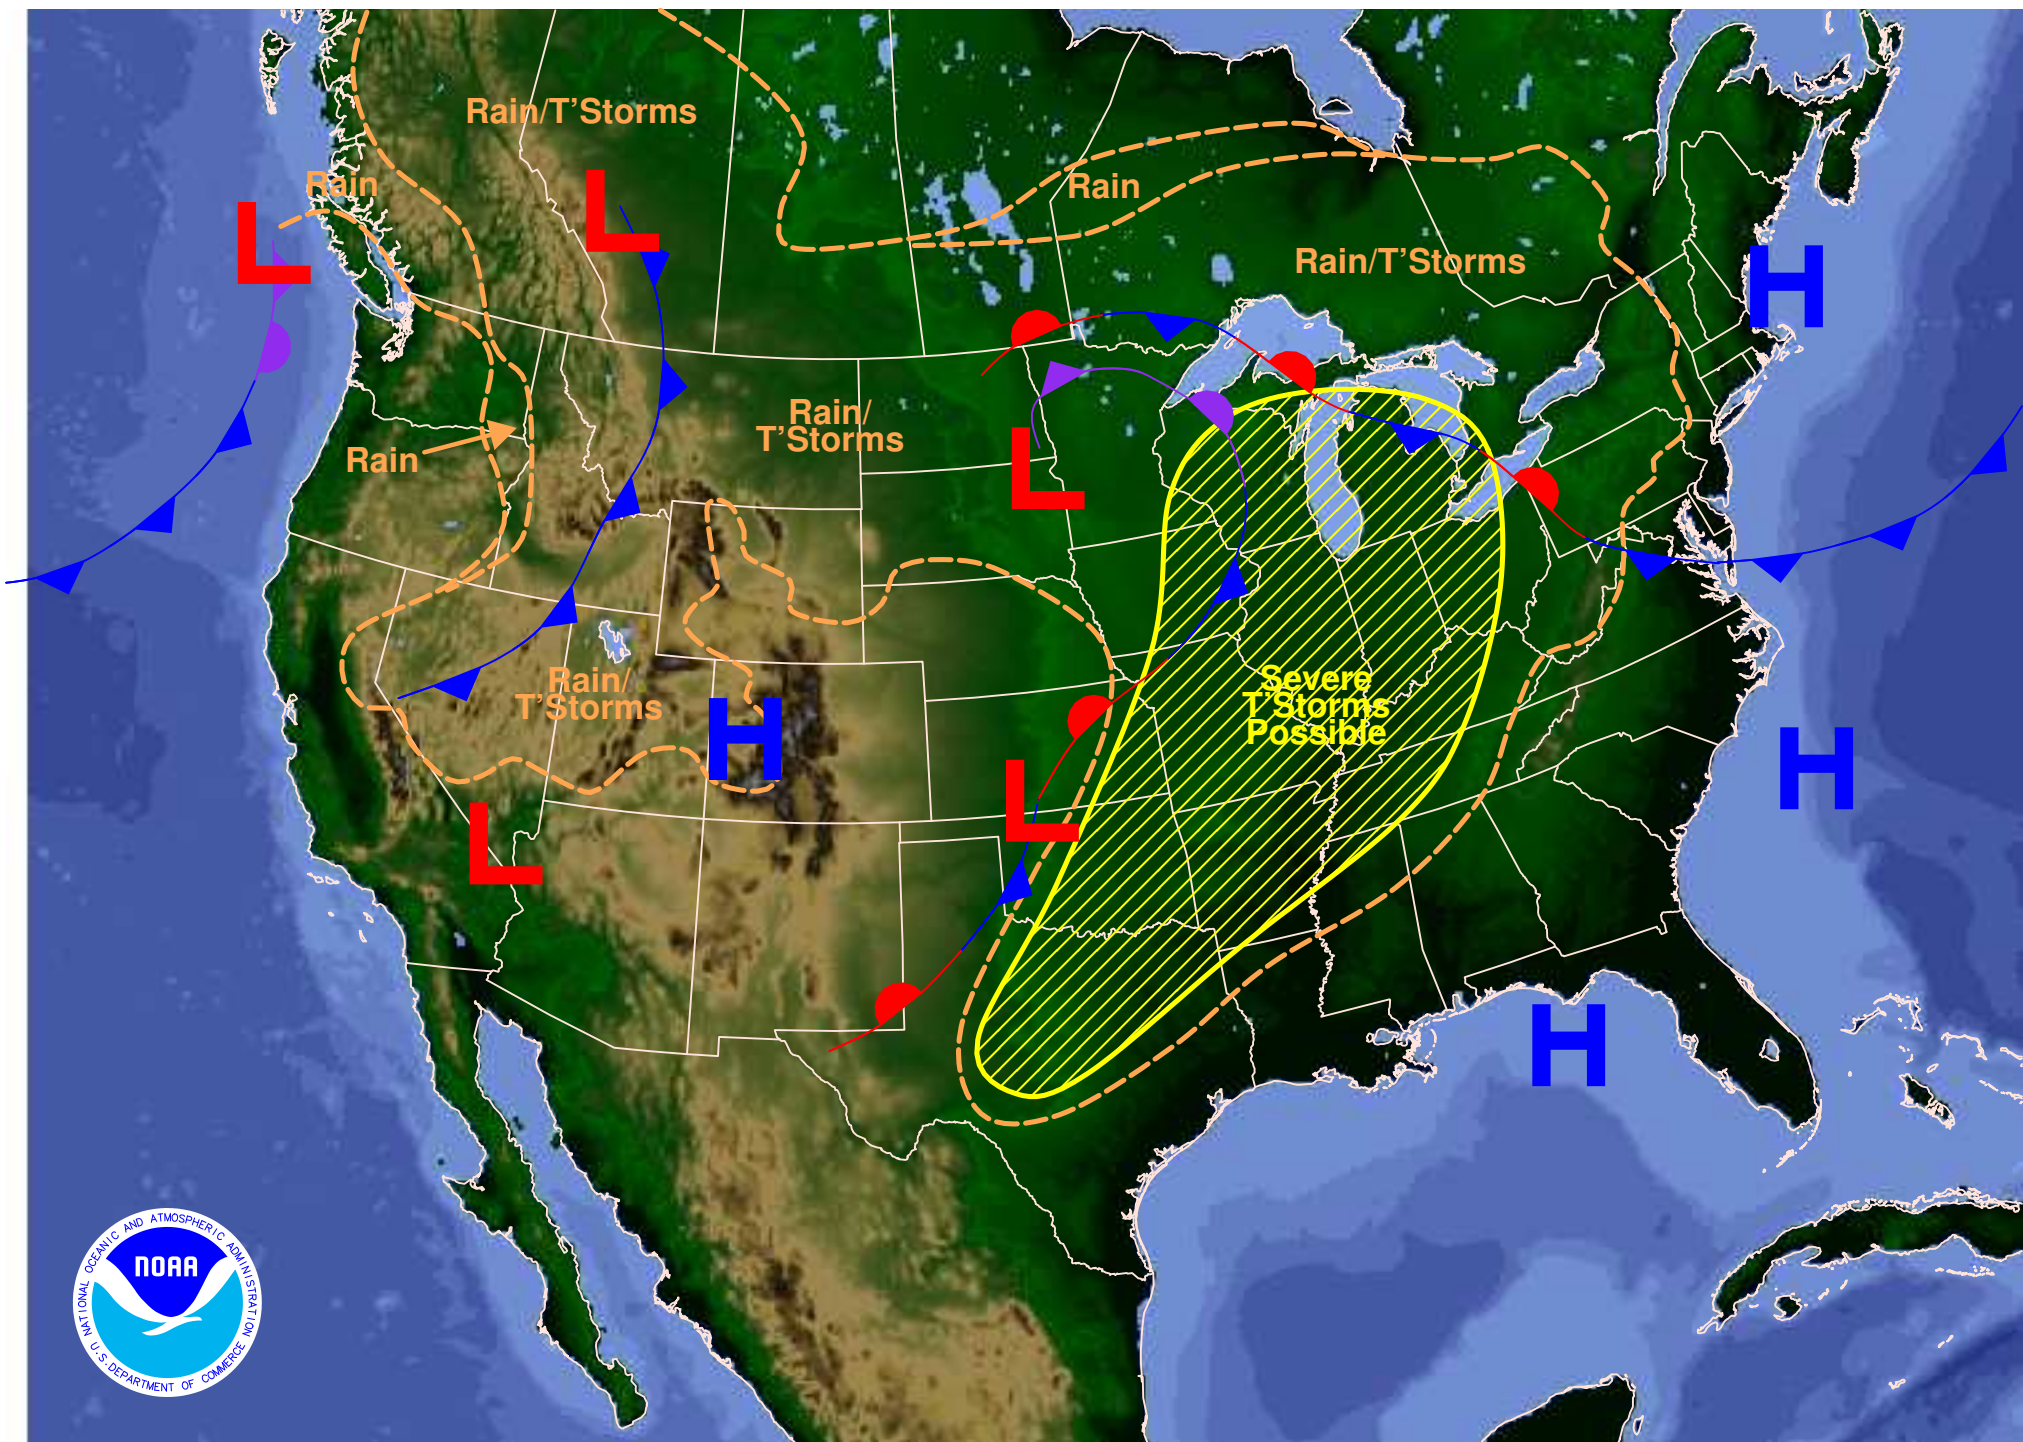 Rain/T'Storms
Rain
L
L
Rain
Rain/T'Storms
H
Rain/
T'Storms
Rain
L
Rain/
T'Storms
Severe
T'Storms
Possible
H
H
L
L
H
NATIONAL OCEANIC AND ATMOSPHERIC ADMINISTRATION
NOAA
U.S. DEPARTMENT OF COMMERCE